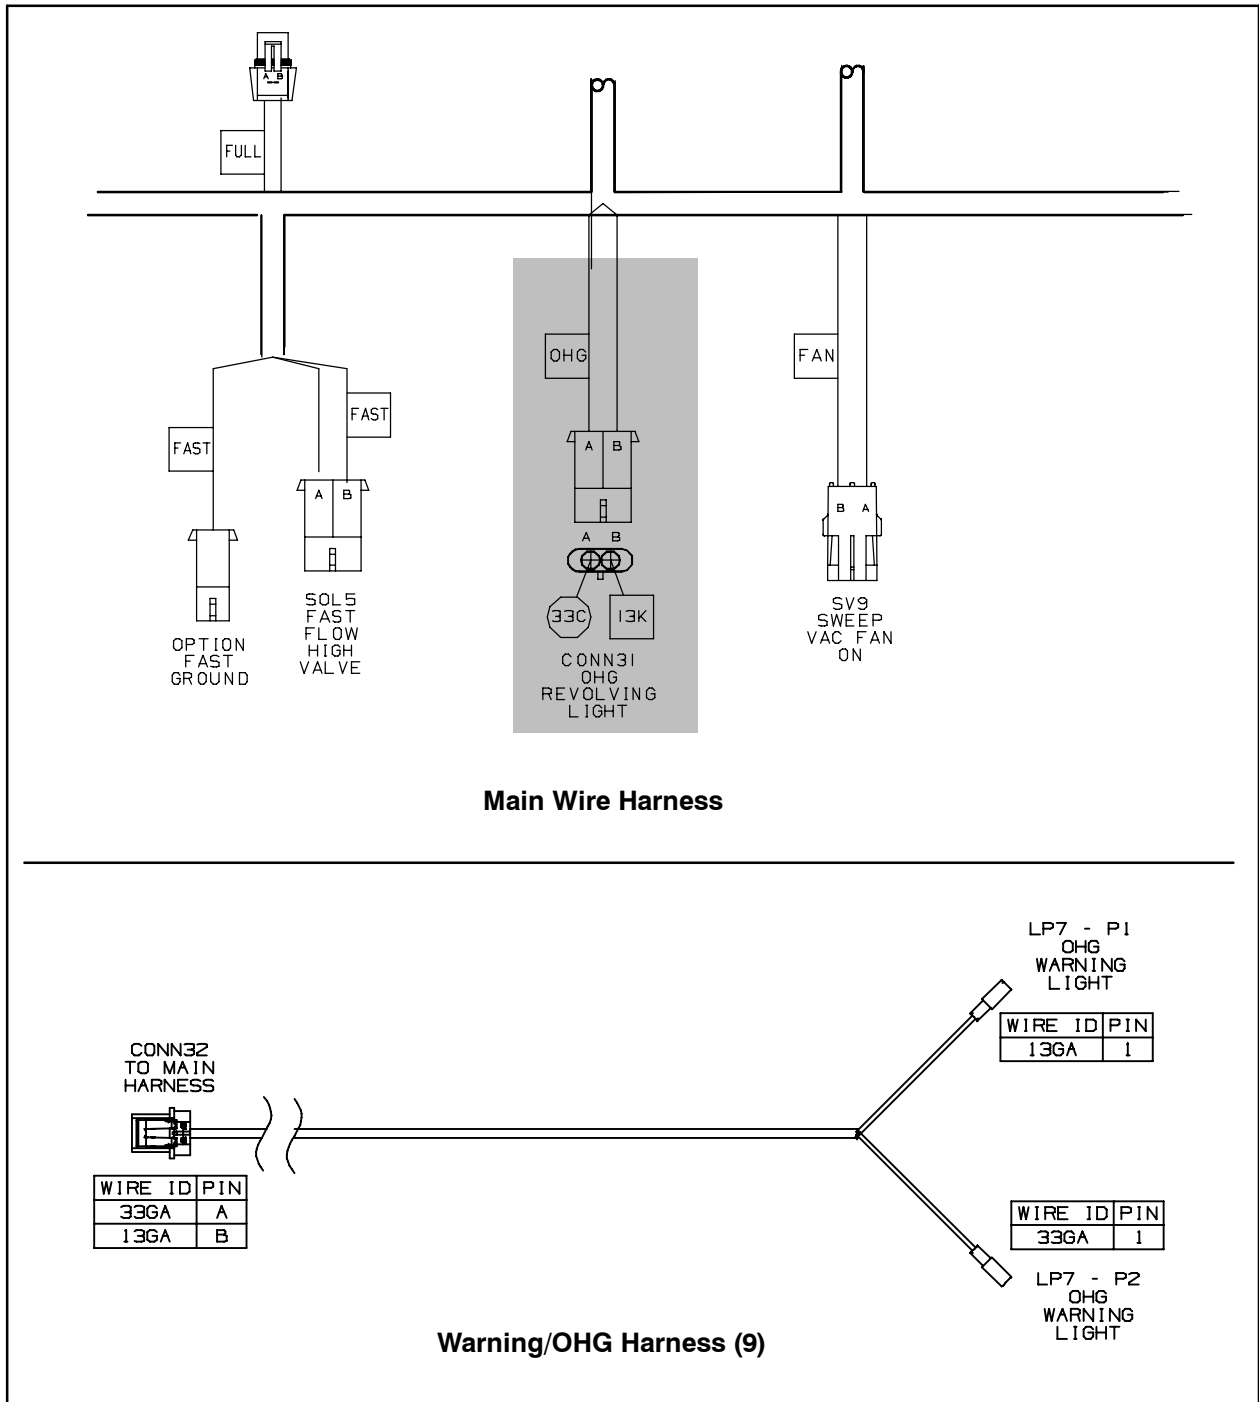 A B
FULL
OHG
FAN
FAST
FAST
A B
A B
B A
A B
33C
13K
OPTION
FAST
GROUND
SOL5
FAST
FLOW
HIGH
VALVE
CONN31
OHG
REVOLVING
LIGHT
SV9
SWEEP
VAC FAN
ON
Main Wire Harness
LP7 - P1
OHG
WARNING
LIGHT
WIRE ID PIN
13GA 1
CONN32
TO MAIN
HARNESS
WIRE ID PIN
33GA A
13GA B
WIRE ID PIN
33GA 1
LP7 - P2
OHG
WARNING
LIGHT
Warning/OHG Harness (9)